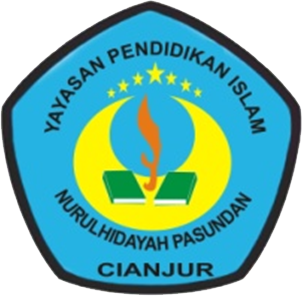 YAYASAN PENDIDIKAN ISLAM
NURULHIDAYAH PASUNDAN
CIANJUR